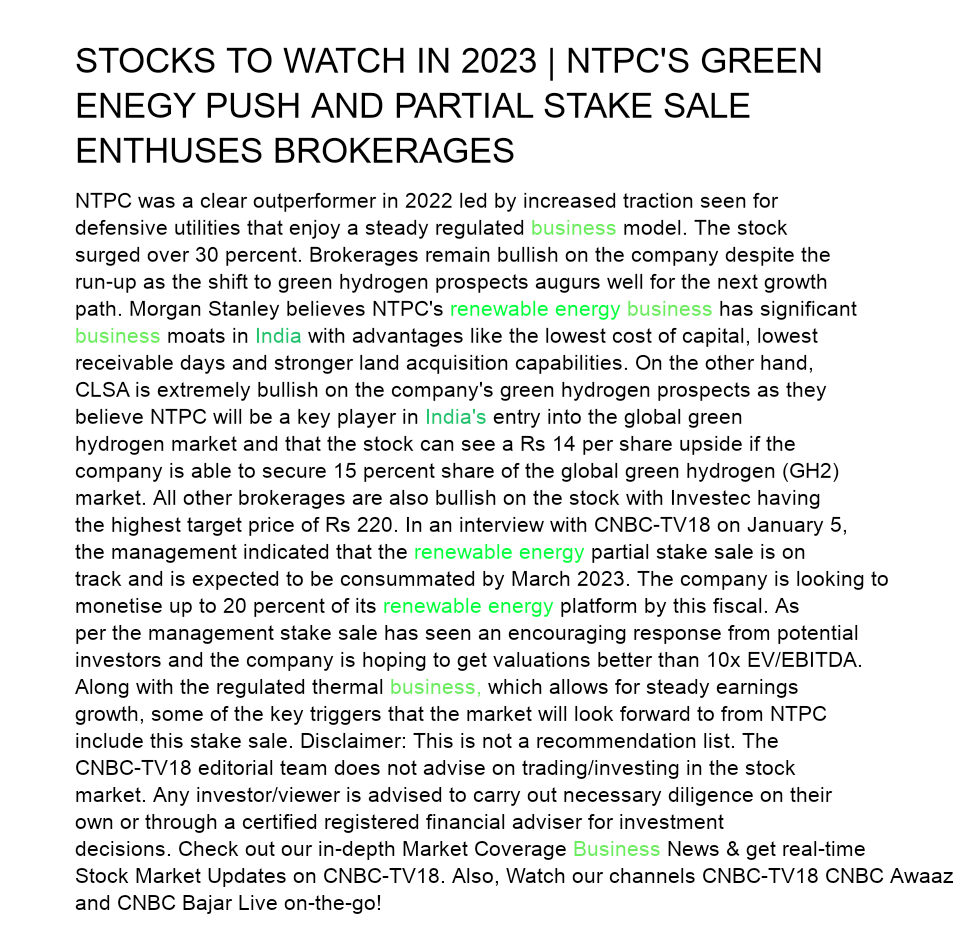 STOCKS TO WATCH IN 2023 | NTPC'S GREEN
ENEGY PUSH AND PARTIAL STAKE SALE
ENTHUSES BROKERAGES
NTPC was a clear outperformer in 2022 led by increased traction seen for
defensive utilities that enjoy a steady regulated business model. The stock
surged over 30 percent. Brokerages remain bullish on the company despite the
run-up as the shift to green hydrogen prospects augurs well for the next growth
path. Morgan Stanley believes NTPC's renewable energy business has significant
business moats in India with advantages like the lowest cost of capital, lowest
receivable days and stronger land acquisition capabilities. On the other hand,
CLSA is extremely bullish on the company's green hydrogen prospects as they
believe NTPC will be a key player in India's entry into the global green
hydrogen market and that the stock can see a Rs 14 per share upside if the
company is able to secure 15 percent share of the global green hydrogen (GH2)
market. All other brokerages are also bullish on the stock with Investec having
the highest target price of Rs 220. In an interview with CNBC-TV18 on January 5,
the management indicated that the renewable energy partial stake sale is on
track and is expected to be consummated by March 2023. The company is looking to
monetise up to 20 percent of its renewable energy platform by this fiscal. As
per the management stake sale has seen an encouraging response from potential
investors and the company is hoping to get valuations better than 10x EV/EBITDA.
Along with the regulated thermal business, which allows for steady earnings
growth, some of the key triggers that the market will look forward to from NTPC
include this stake sale. Disclaimer: This is not a recommendation list. The
CNBC-TV18 editorial team does not advise on trading/investing in the stock
market. Any investor/viewer is advised to carry out necessary diligence on their
own or through a certified registered financial adviser for investment
decisions. Check out our in-depth Market Coverage Business News & get real-time
Stock Market Updates on CNBC-TV18. Also, Watch our channels CNBC-TV18 CNBC Awaaz
and CNBC Bajar Live on-the-go!